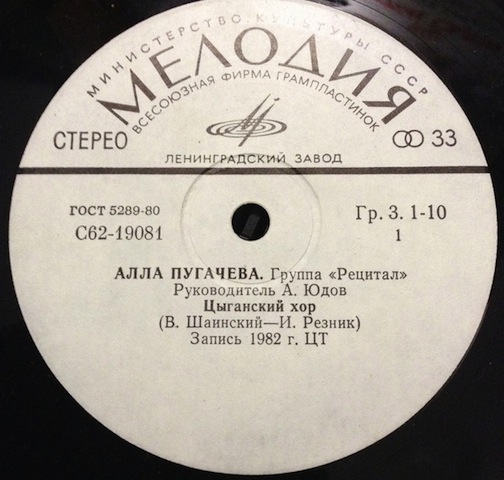 МИНИСТЕРСТВО КУЛЬТУРЫ СССР
МЕЛОДИЯ
ВСЕСОЮЗНАЯ ФИРМА ГРАМПЛАСТИНОК
СТЕРЕО
33
ЛЕНИНГРАДСКИЙ ЗАВОД
ГОСТ 5289-80
Гр. 3. 1-10
С62-19081
1
АЛЛА ПУГАЧЕВА. Группа «Рецитал»
Руководитель А. Юдов
Цыганский хор
(В. Шаинский—И. Резник)
Запись 1982 г. ЦТ